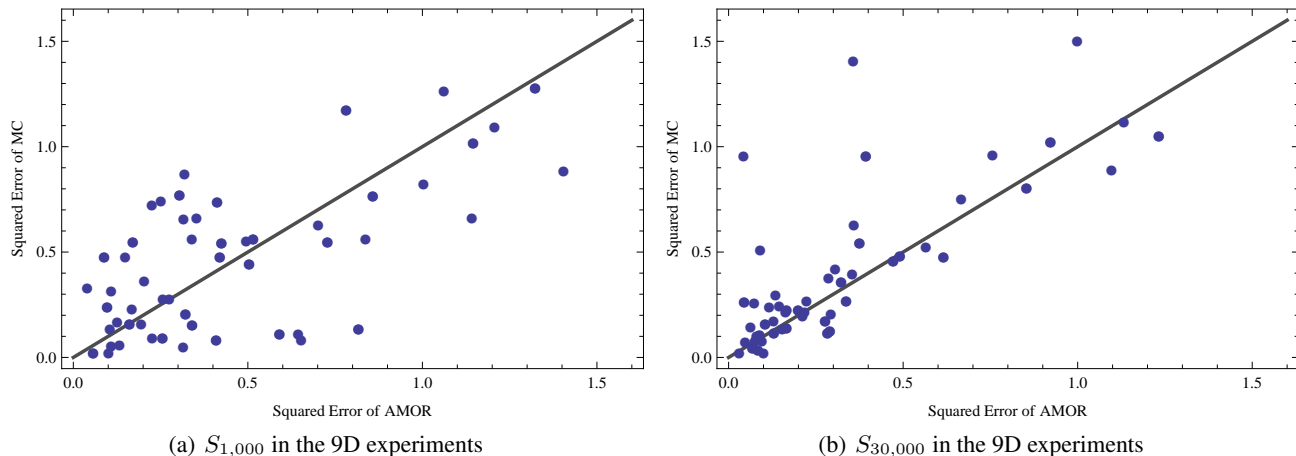 1.5
1.0
0.5
0.0
Squared Error of MC
0.0 0.5 1.0 1.5
Squared Error of AMOR
(a) S1,000 in the 9D experiments
1.5
1.0
0.5
0.0
Squared Error of MC
0.0 0.5 1.0 1.5
Squared Error of AMOR
(b) S30,000 in the 9D experiments